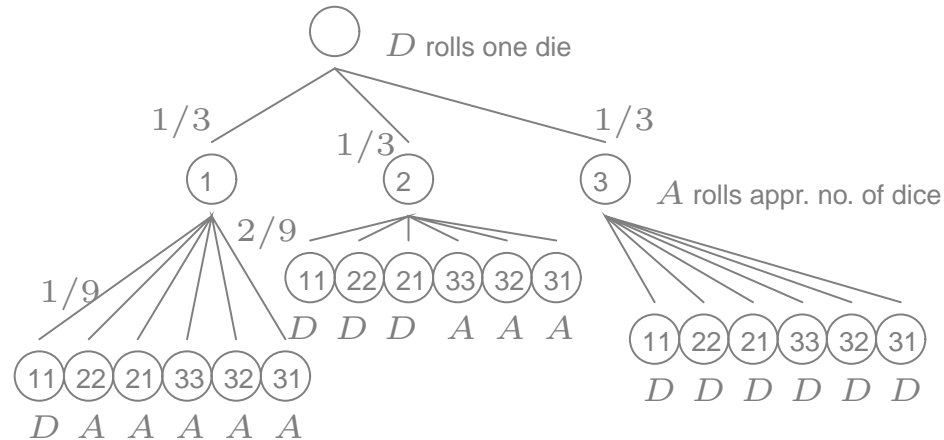 D rolls one die
1/3 1/3 1/3
1 2 3
A rolls appr. no. of dice
1/9 2/9
11 22 21 33 32 31
D D D A A A
11 22 21 33 32 31
D D D D D D
11 22 21 33 32 31
D A A A A A